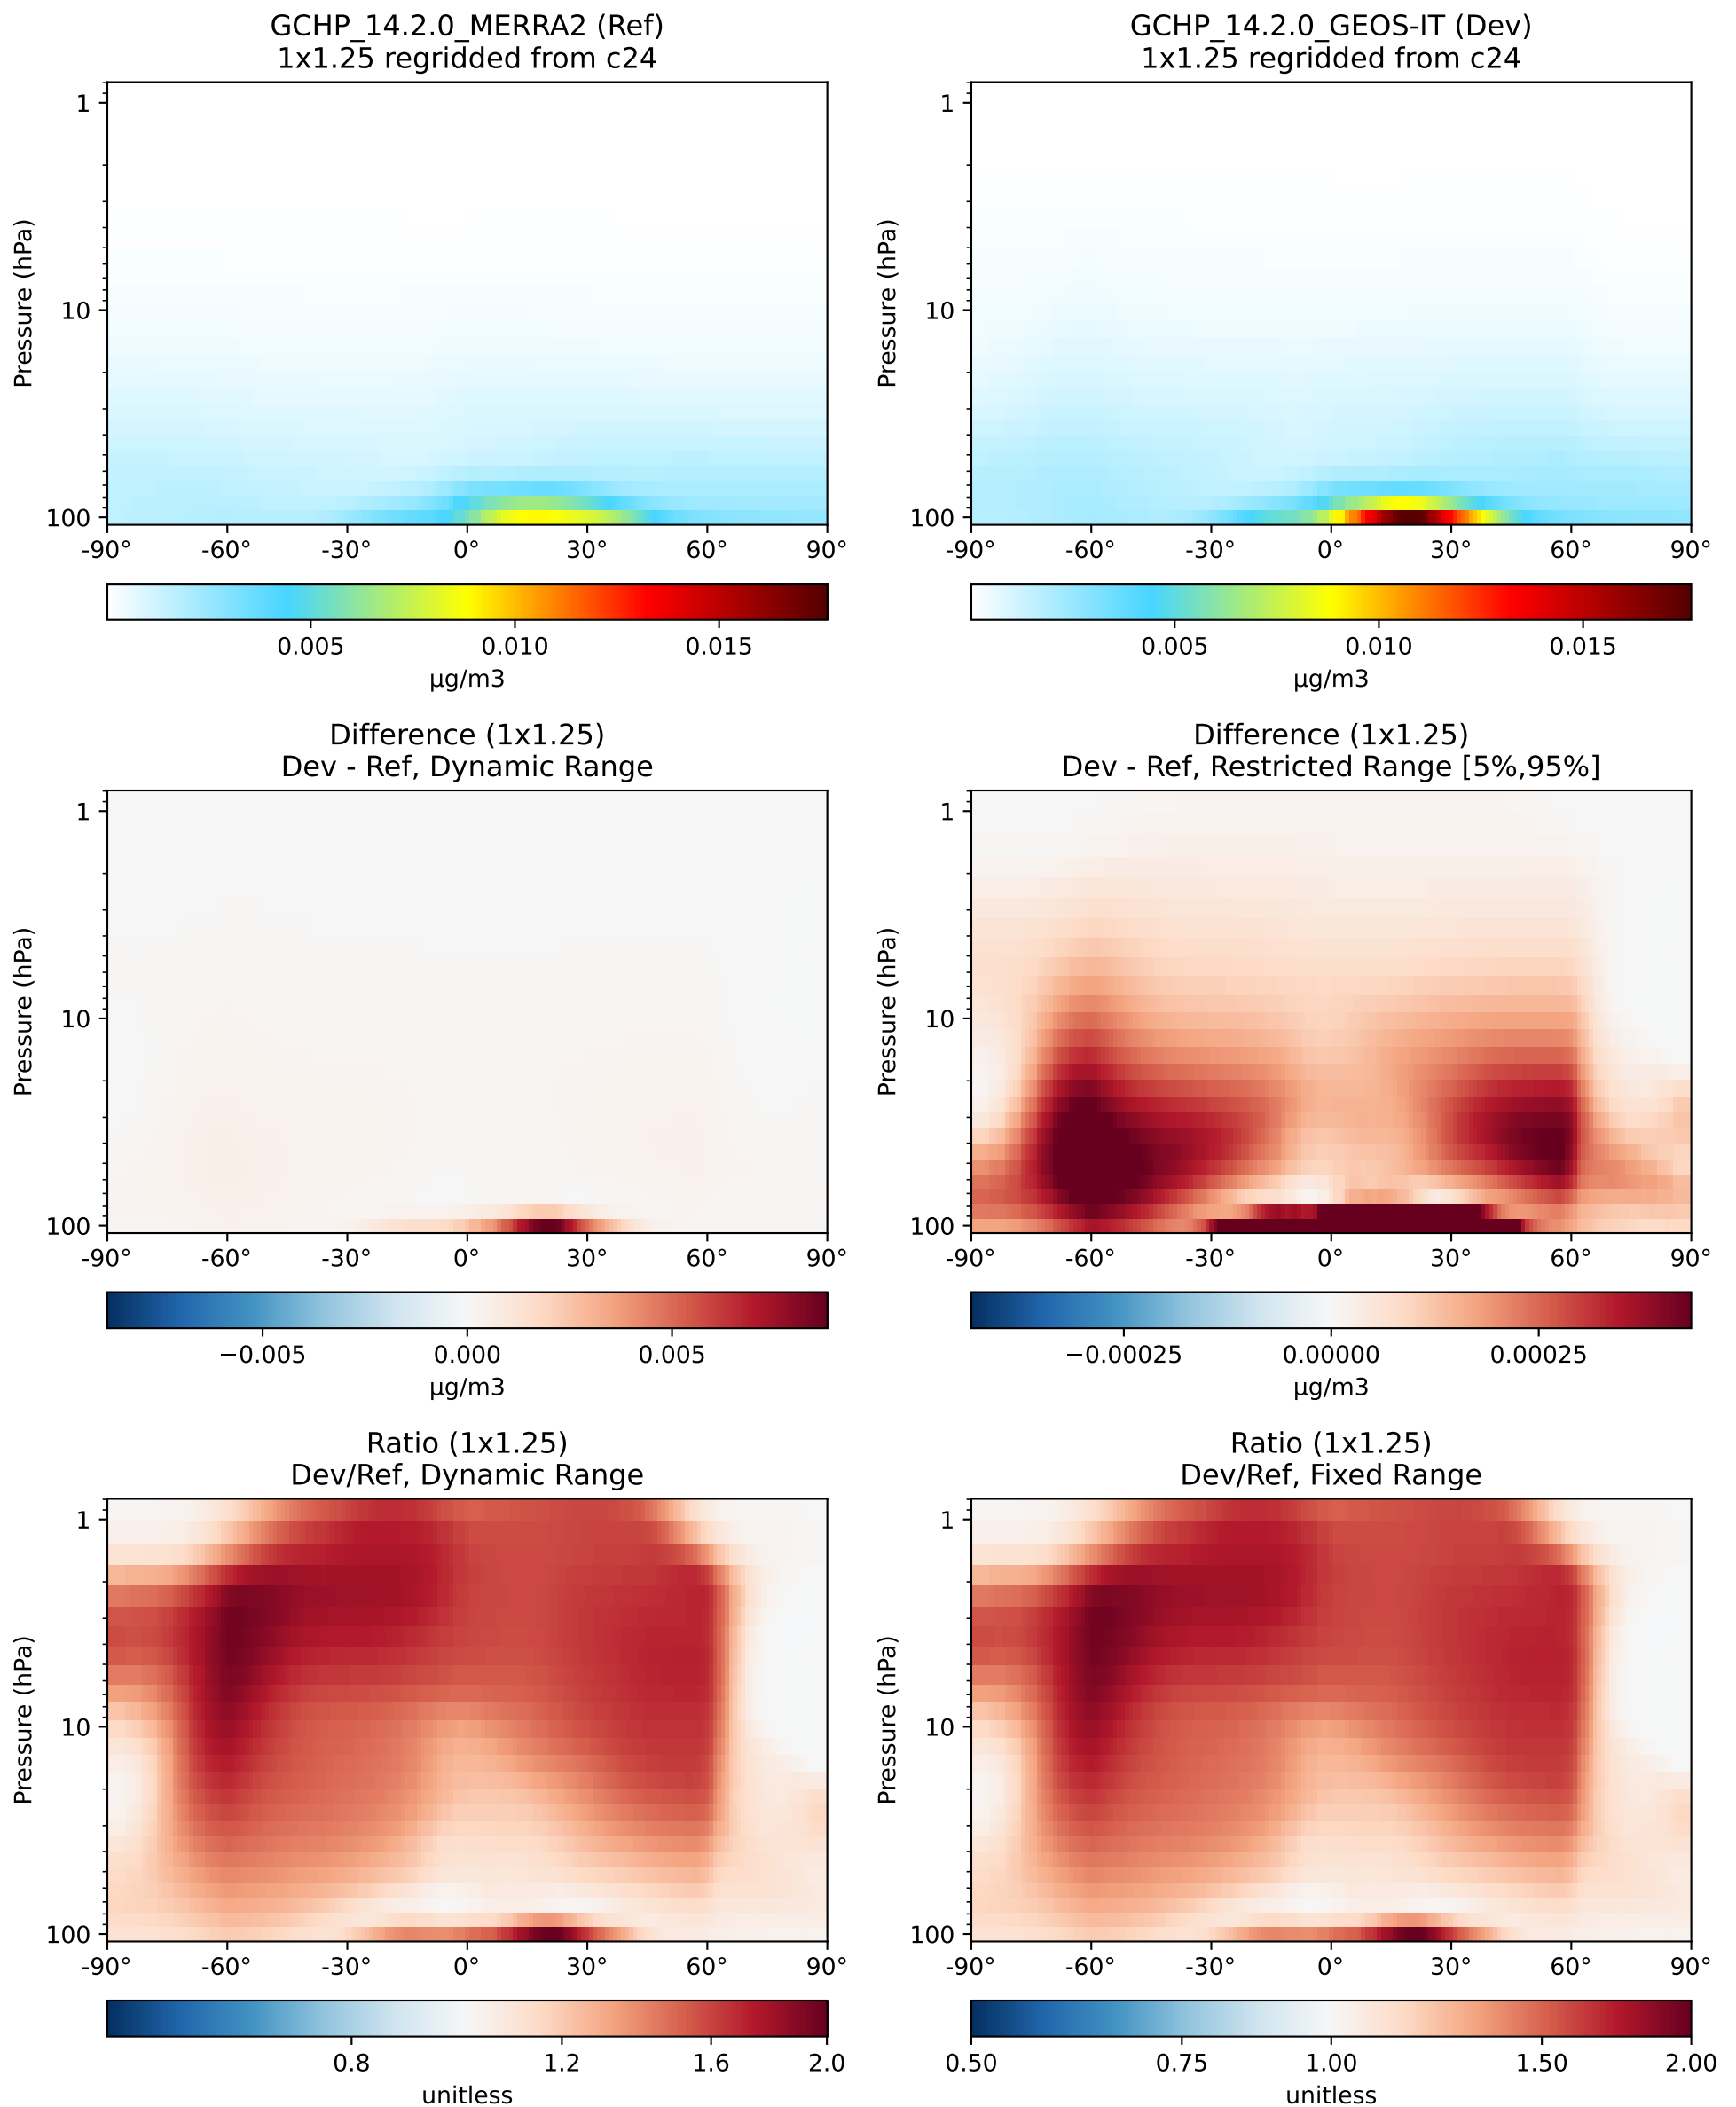 GCHP_14.2.0_MERRA2 (Ref)
1x1.25 regridded from c24
GCHP_14.2.0_GEOS-IT (Dev)
1x1.25 regridded from c24
Pressure (hPa)
1
10
100
-90° -60° -30° 0° 30° 60° 90°
0.005 0.010 0.015
μg/m3
Pressure (hPa)
1
10
100
-90° -60° -30° 0° 30° 60° 90°
0.005 0.010 0.015
μg/m3
Difference (1x1.25)
Dev - Ref, Dynamic Range
Difference (1x1.25)
Dev - Ref, Restricted Range [5%,95%]
Pressure (hPa)
1
10
100
-90° -60° -30° 0° 30° 60° 90°
−0.005 0.000 0.005
μg/m3
Pressure (hPa)
1
10
100
-90° -60° -30° 0° 30° 60° 90°
−0.00025 0.00000 0.00025
μg/m3
Ratio (1x1.25)
Dev/Ref, Dynamic Range
Ratio (1x1.25)
Dev/Ref, Fixed Range
Pressure (hPa)
1
10
100
-90° -60° -30° 0° 30° 60° 90°
0.8 1.2 1.6 2.0
unitless
Pressure (hPa)
1
10
100
-90° -60° -30° 0° 30° 60° 90°
0.50 0.75 1.00 1.50 2.00
unitless